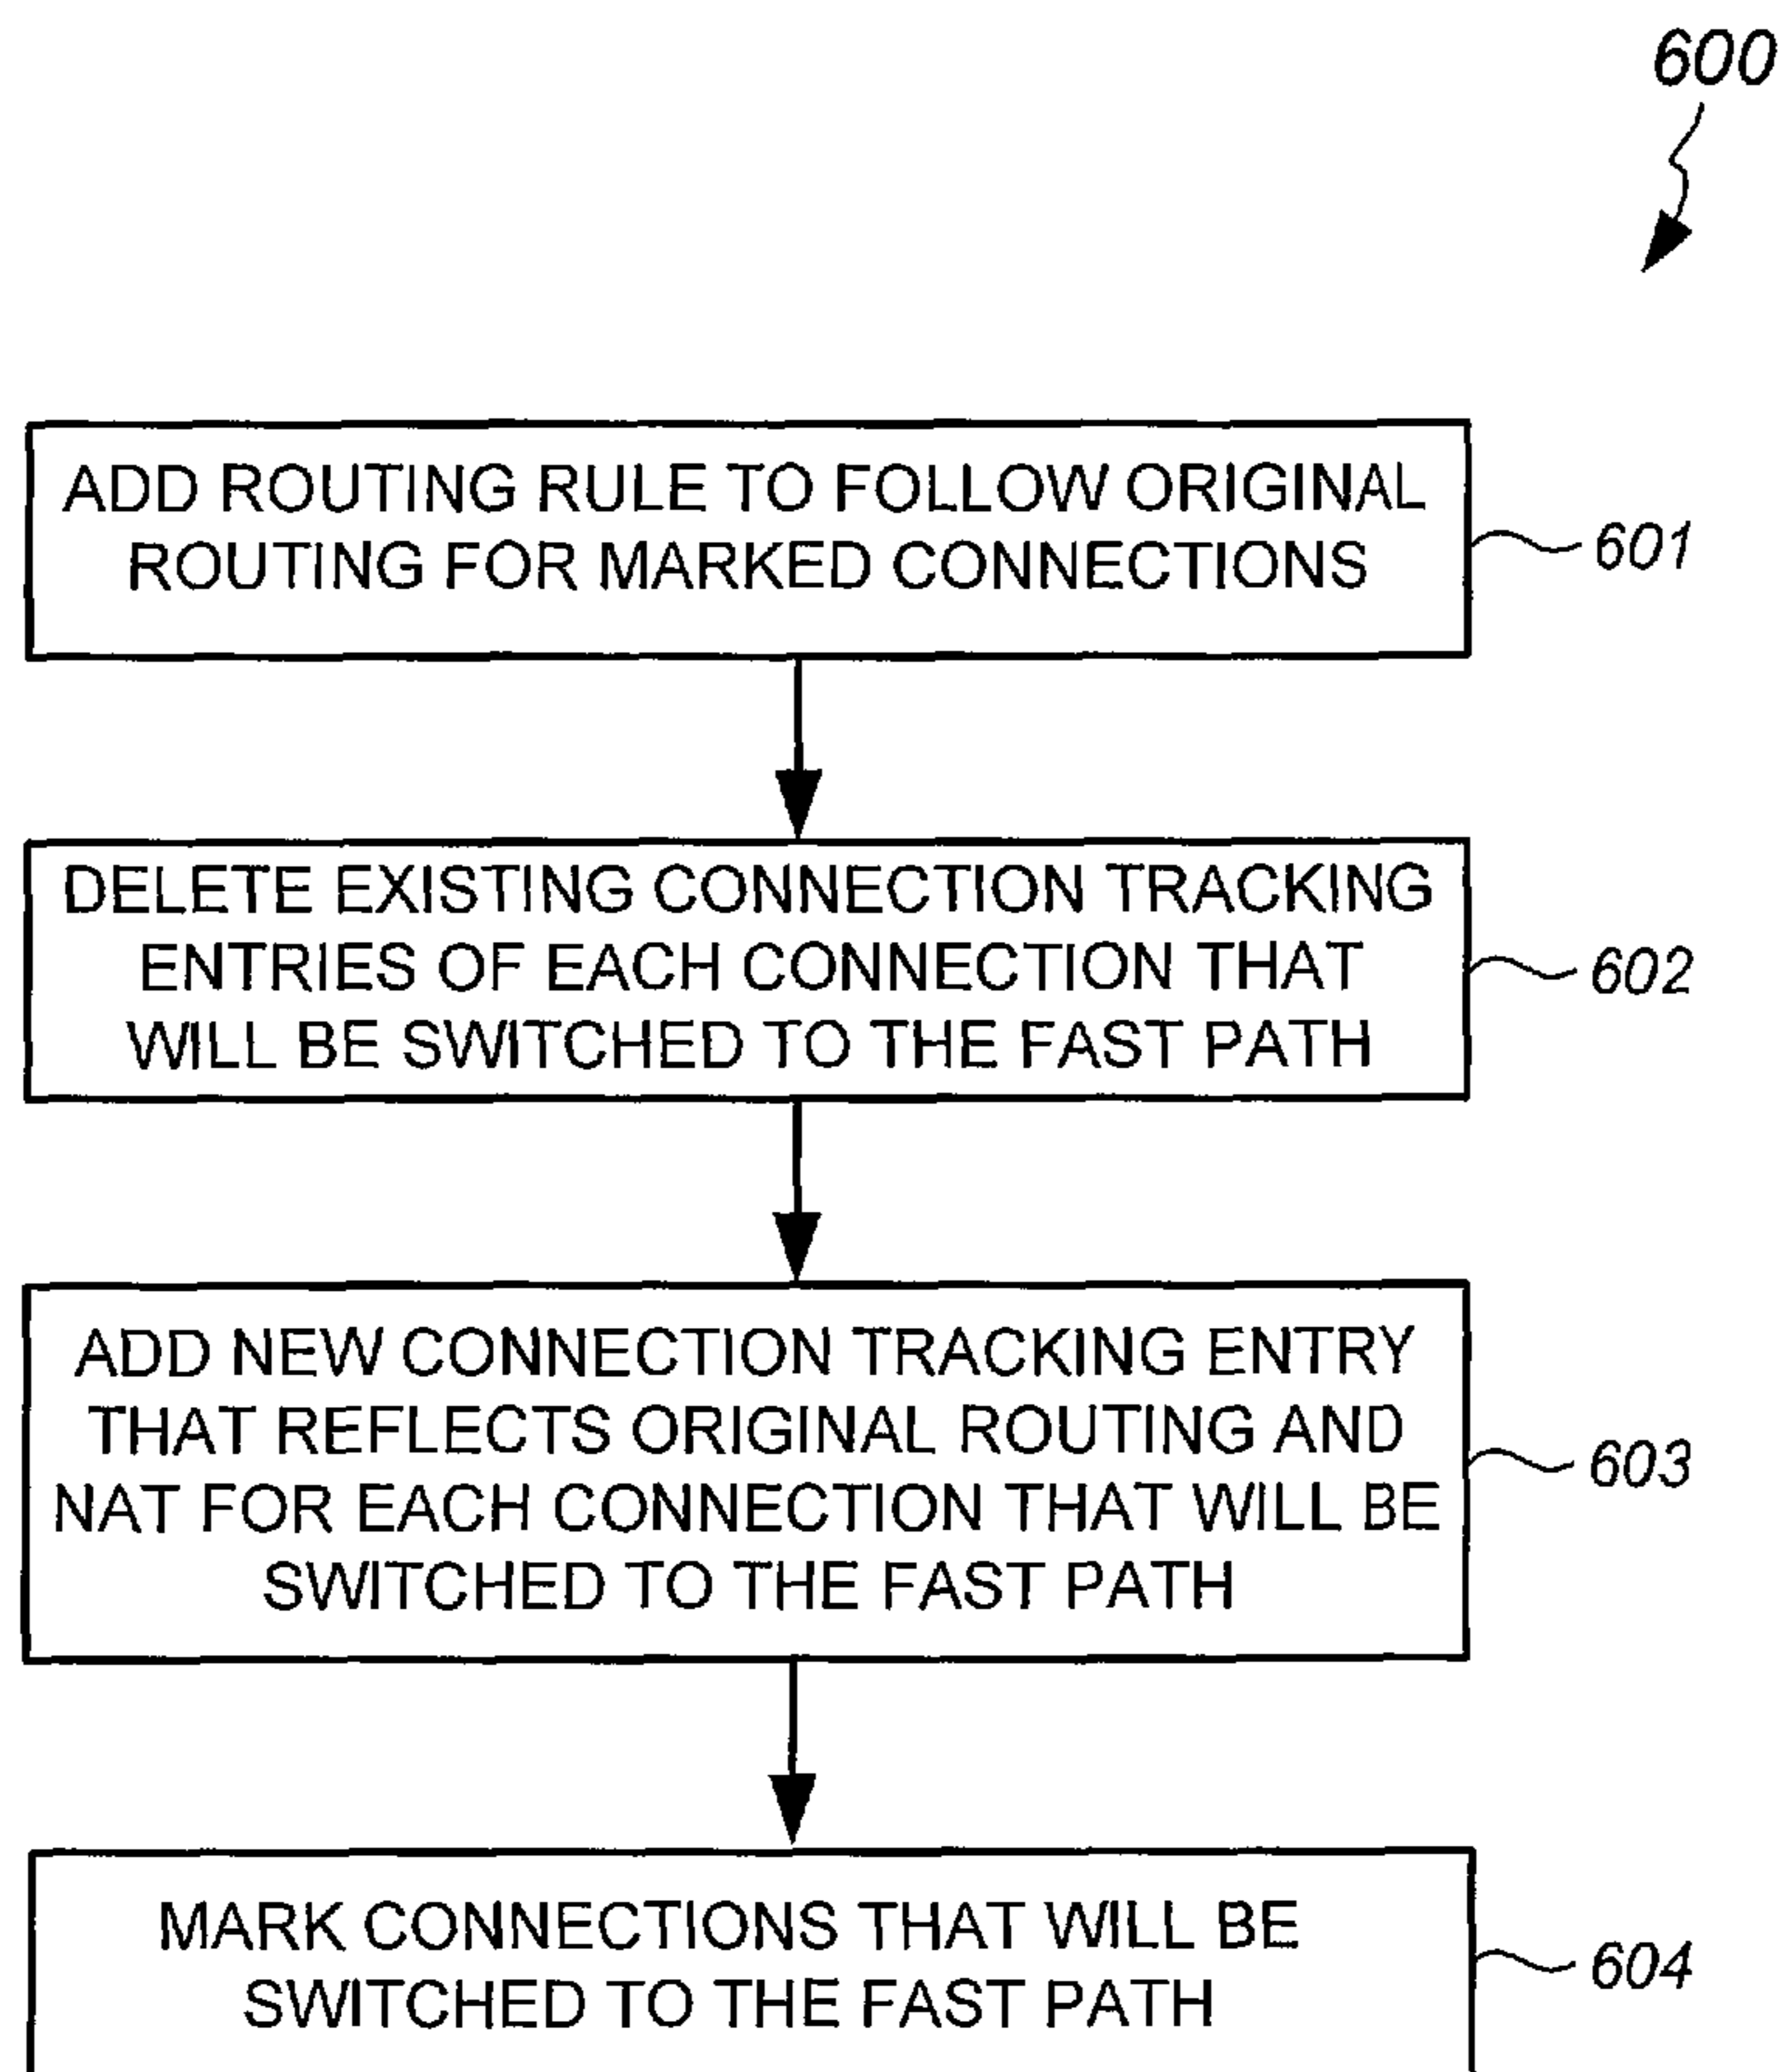 600
ADD ROUTING RULE TO FOLLOW ORIGINAL
ROUTING FOR MARKED CONNECTIONS
601
DELETE EXISTING CONNECTION TRACKING
ENTRIES OF EACH CONNECTION THAT
WILL BE SWITCHED TO THE FAST PATH
602
ADD NEW CONNECTION TRACKING ENTRY
THAT REFLECTS ORIGINAL ROUTING AND
NAT FOR EACH CONNECTION THAT WILL BE
SWITCHED TO THE FAST PATH
603
MARK CONNECTIONS THAT WILL BE
SWITCHED TO THE FAST PATH
604